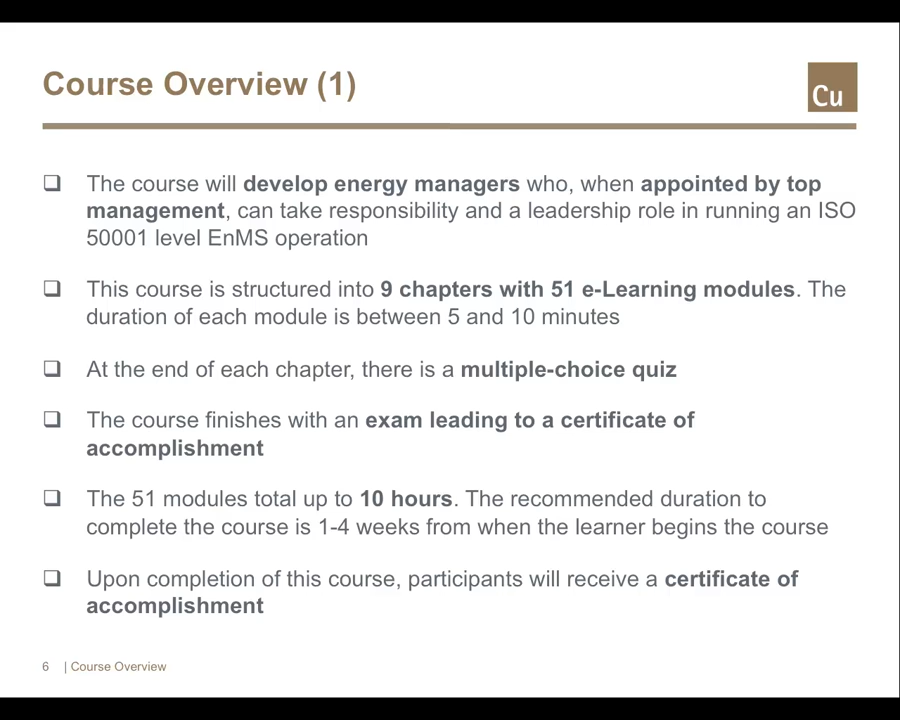 Course Overview (1)
Cu
❑ The course will develop energy managers who, when appointed by top
management, can take responsibility and a leadership role in running an ISO
50001 level EnMS operation
❑ This course is structured into 9 chapters with 51 e-Learning modules. The
duration of each module is between 5 and 10 minutes
❑ At the end of each chapter, there is a multiple-choice quiz
❑ The course finishes with an exam leading to a certificate of
accomplishment
❑ The 51 modules total up to 10 hours. The recommended duration to
complete the course is 1-4 weeks from when the learner begins the course
❑ Upon completion of this course, participants will receive a certificate of
accomplishment
6 | Course Overview